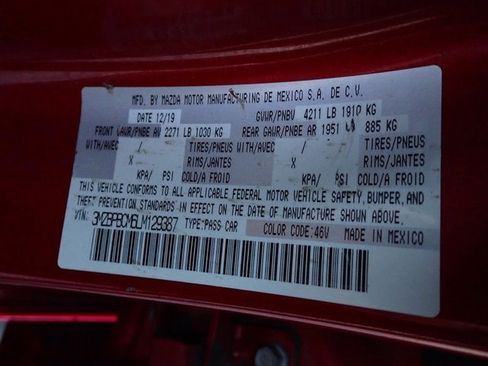 MFD. BY MAZDA MOTOR MANUFACTURING DE MEXICO S.A. DE C.V.
DATE 12/19 GVWR/PNBV 4211 LB 1910 KG
FRONT GAWR/PNBE AV 2271 LB 1030 KG REAR GAWR/PNBE AR 1951 LB 885 KG
WITH/AVEC / TIRES/PNEUS WITH/AVEC / TIRES/PNEUS
X RIMS/JANTES X RIMS/JANTES
KPA/ PSI COLD/A FROID KPA/ PSI COLD/A FROID
THIS VEHICLE CONFORMS TO ALL APPLICABLE FEDERAL MOTOR VEHICLE SAFETY, BUMPER, AND
THEFT PREVENTION STANDARDS IN EFFECT ON THE DATE OF MANUFACTURE SHOWN ABOVE.
VIN: 3MZBPBCM6LM129387 TYPE:PASS CAR COLOR CODE:46V MADE IN MEXICO